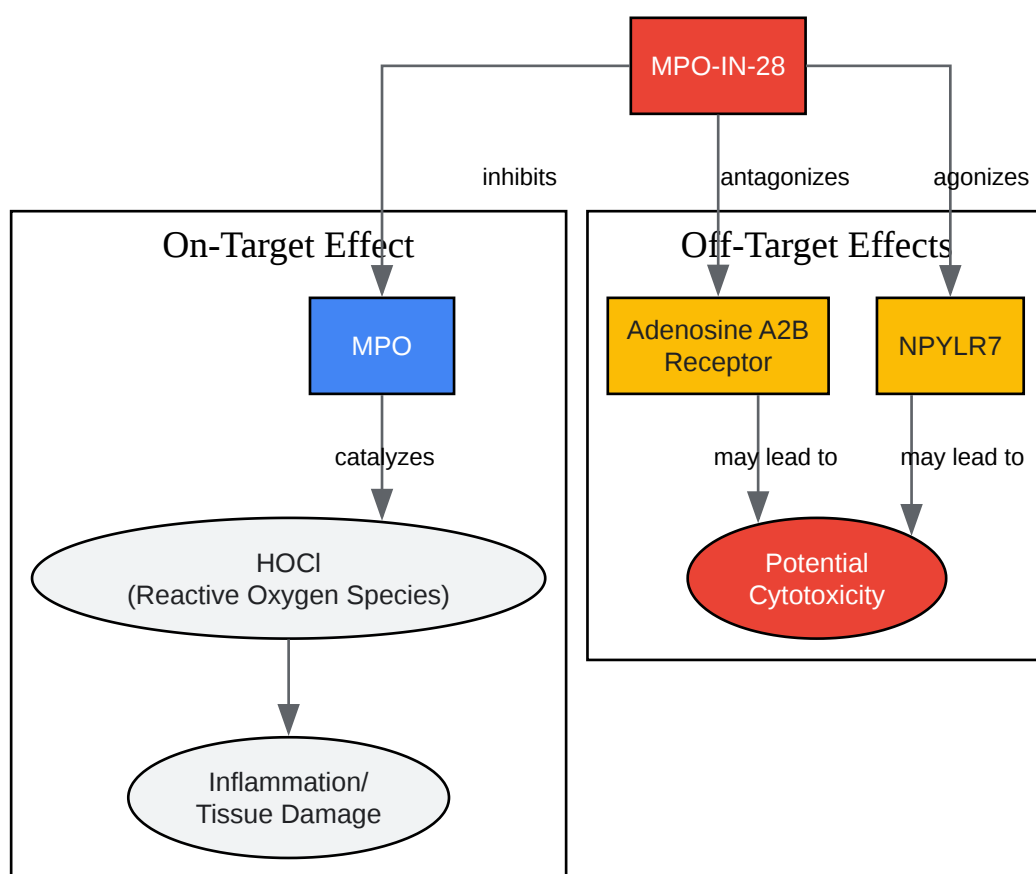 MPO-IN-28
inhibits
antagonizes
agonizes
On-Target Effect
Off-Target Effects
MPO
Adenosine A2B
Receptor
NPYLR7
catalyzes
may lead to
may lead to
HOCl
(Reactive Oxygen Species)
Potential
Cytotoxicity
Inflammation/
Tissue Damage